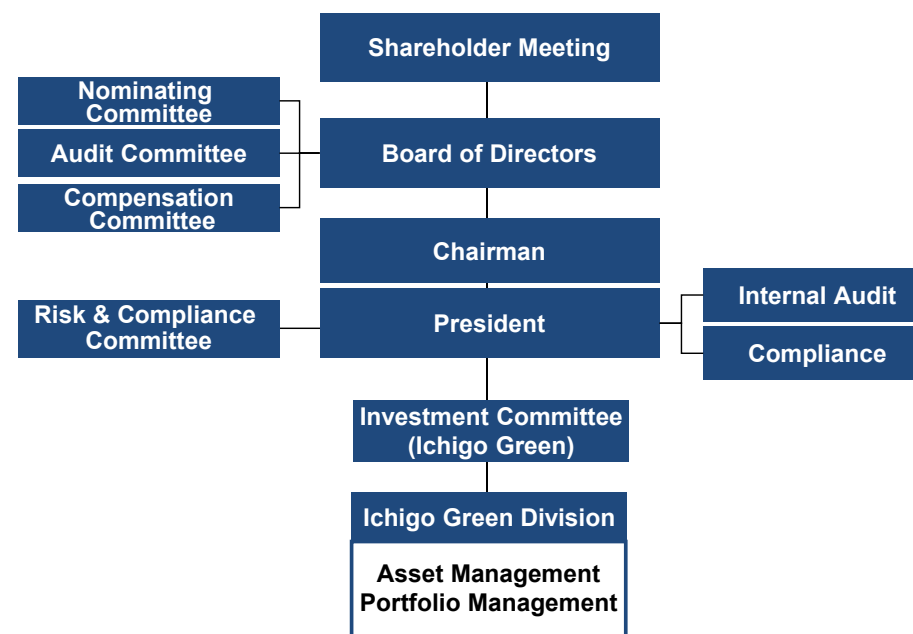 Shareholder Meeting
Nominating
Committee
Audit Committee
Board of Directors
Compensation
Committee
Chairman
Risk & Compliance
Committee
President
Internal Audit
Compliance
Investment Committee
(Ichigo Green)
Ichigo Green Division
Asset Management
Portfolio Management